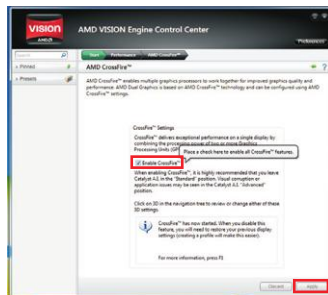 VISION
AMD
AMD VISION Engine Control Center
Preferences
Search
Start
Performance
AMD CrossFire™
Pinned
Presets
AMD CrossFire™
AMD CrossFire™ enables multiple graphics processors to work together for improved graphics quality and
performance. AMD Dual Graphics is based on AMD CrossFire™ technology and can be configured using AMD
CrossFire™ settings.
CrossFire™ Settings
CrossFire™ delivers exceptional performance on a single display by
combining the processing power of two or more Graphics
Processing Units (GP
Place a check here to enable all CrossFire™ features.
Enable CrossFire™
When enabling CrossFire™, it is highly recommended that you leave
Catalyst A.I. in the "Standard" position. Visual corruption or
application issues may be seen in the Catalyst A.I. "Advanced"
position.
Click on 3D in the navigation tree to review or change either of these
3D settings.
CrossFire™ has now started. When you disable this
feature, you will need to restore your previous display
settings (creating a profile will make this easier).
For more information, press F1
Discard
Apply